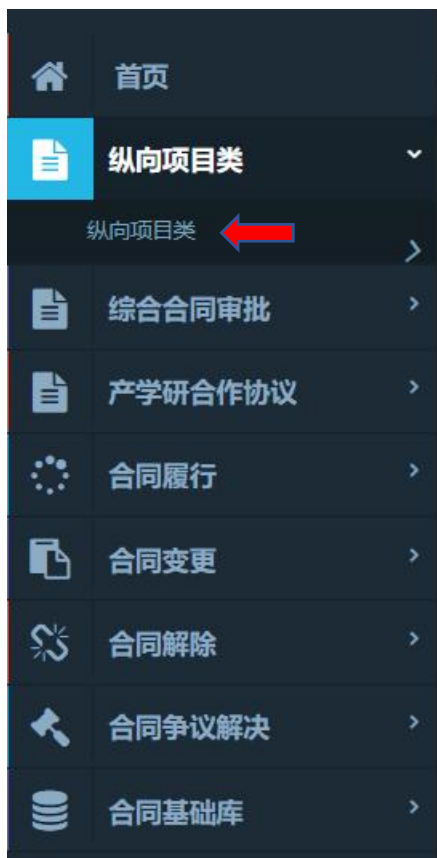 首页
纵向项目类
纵向项目类
综合合同审批
产学研合作协议
合同履行
合同变更
合同解除
合同争议解决
合同基础库